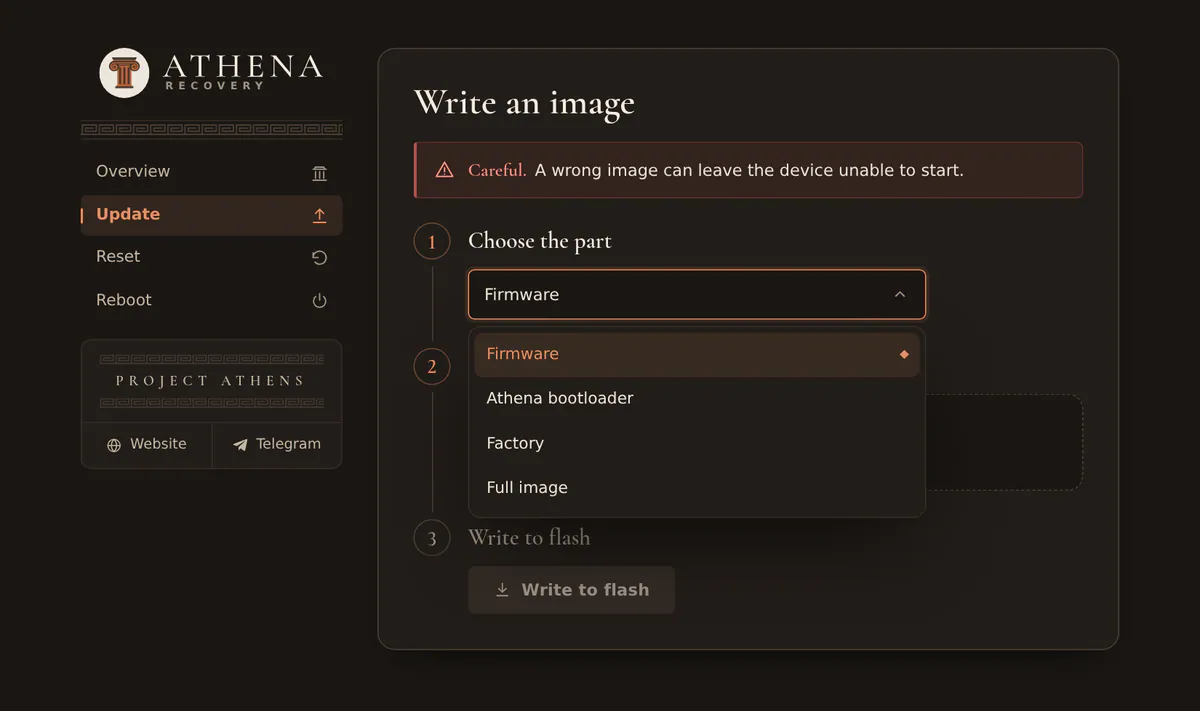 ATHENA
RECOVERY
Overview
Update
Reset
Reboot
PROJECT ATHENS
Website
Telegram
Write an image
Careful. A wrong image can leave the device unable to start.
1
Choose the part
Firmware
2
Firmware
Athena bootloader
Factory
Full image
3
Write to flash
Write to flash